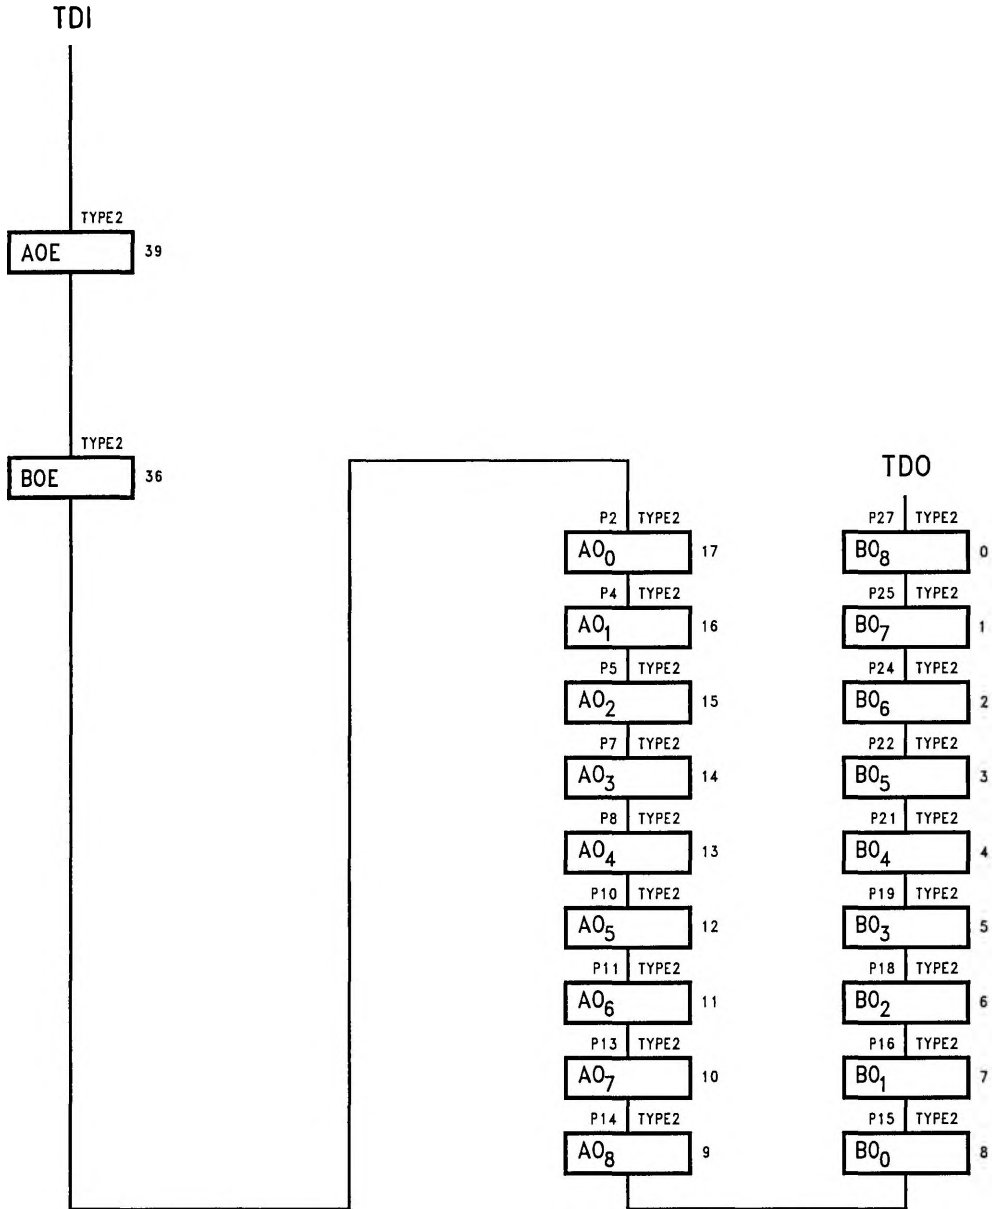 TDI
TYPE2
AOE 39
TYPE2
BOE 36
P2 TYPE2
AO0 17
P4 TYPE2
AO1 16
P5 TYPE2
AO2 15
P7 TYPE2
AO3 14
P8 TYPE2
AO4 13
P10 TYPE2
AO5 12
P11 TYPE2
AO6 11
P13 TYPE2
AO7 10
P14 TYPE2
AO8 9
TDO
P27 TYPE2
BO8 0
P25 TYPE2
BO7 1
P24 TYPE2
BO6 2
P22 TYPE2
BO5 3
P21 TYPE2
BO4 4
P19 TYPE2
BO3 5
P18 TYPE2
BO2 6
P16 TYPE2
BO1 7
P15 TYPE2
BO0 8